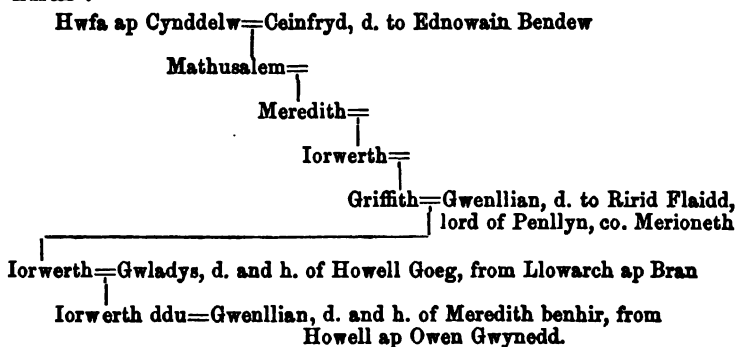 Hwfa ap Cynddelw=Ceinfryd, d. to Ednowain Bendew
Mathusalem=
Meredith=
Iorwerth=
Griffith=Gwenllian, d. to Ririd Flaidd,
lord of Penllyn, co. Merioneth
Iorwerth=Gwladys, d. and h. of Howell Goeg, from Llowarch ap Bran
Iorwerth ddu=Gwenllian, d. and h. of Meredith benhir, from
Howell ap Owen Gwynedd.